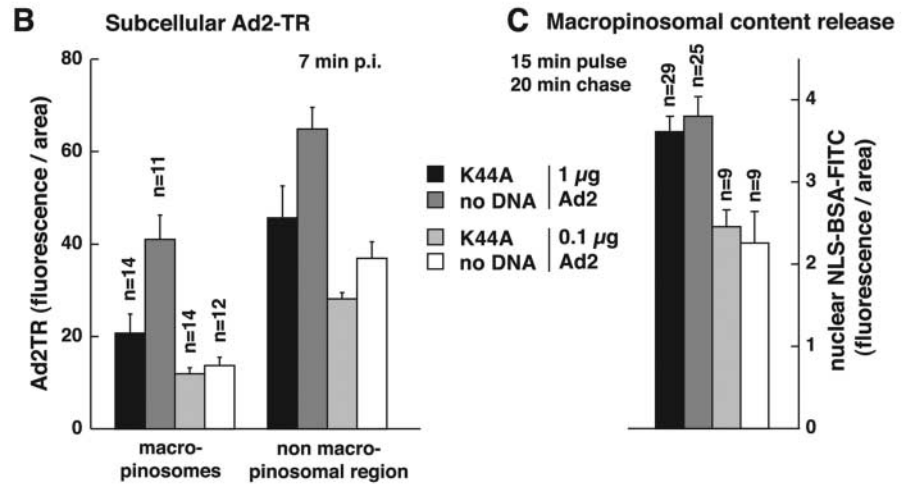 B Subcellular Ad2-TR
7 min p.i.
Ad2TR (fluorescence / area)
80
60
40
20
0
n=14
n=11
n=14
n=12
macro-
pinosomes
non macro-
pinosomal region
K44A
no DNA
1 µg
Ad2
K44A
no DNA
0.1 µg
Ad2
C Macropinosomal content release
15 min pulse
20 min chase
n=29
n=25
n=9
n=9
4
3
2
1
0
nuclear NLS-BSA-FITC
(fluorescence / area)